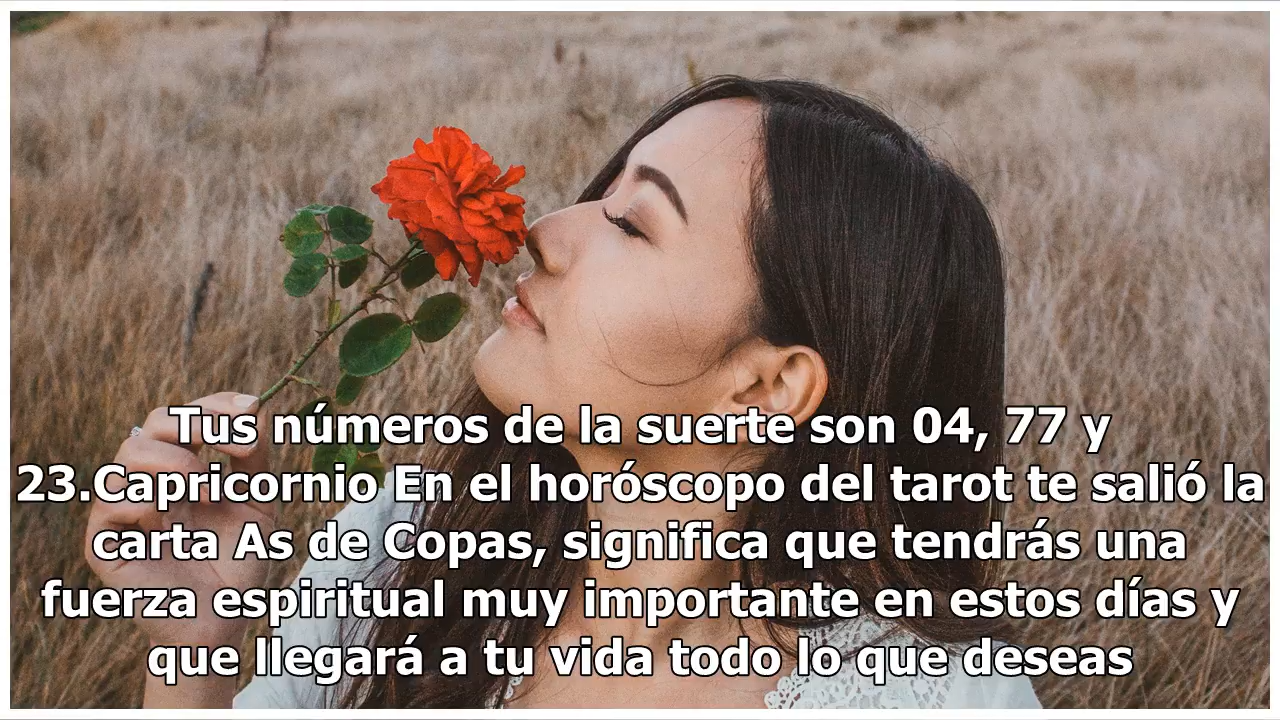 Tus números de la suerte son 04, 77 y
23.Capricornio En el horóscopo del tarot te salió la
carta As de Copas, significa que tendrás una
fuerza espiritual muy importante en estos días y
que llegará a tu vida todo lo que deseas